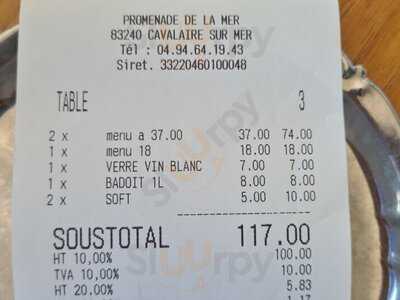 PROMENADE DE LA MER
83240 CAVALAIRE SUR MER
Tél : 04.94.64.19.43
Siret. 33220460100048
TABLE 3
2 x menu a 37.00 37.00 74.00
1 x menu 18 18.00 18.00
1 x VERRE VIN BLANC 7.00 7.00
1 x BADOIT 1L 8.00 8.00
2 x SOFT 5.00 10.00
SOUSTOTAL 117.00
HT 10,00% 100.00
TVA 10,00% 10.00
HT 20.00% 5.83
1.17